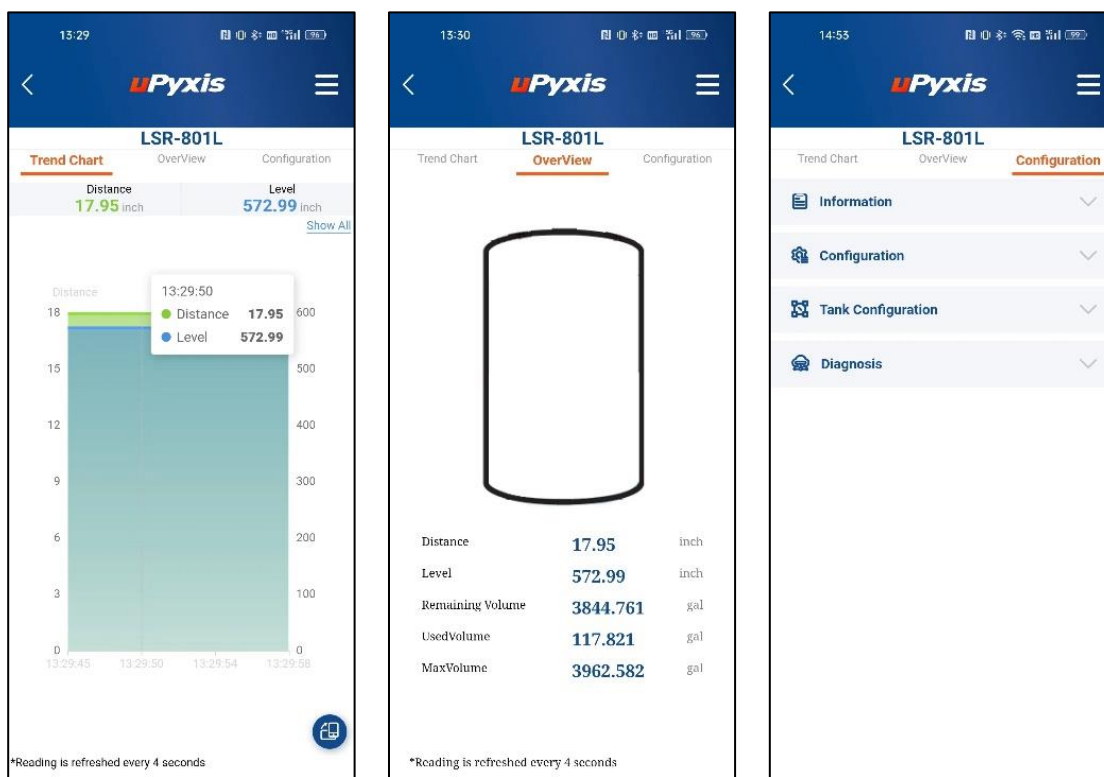 13:29
96
uPyxis
LSR-801L
Trend Chart OverView Configuration
Distance Level
17.95 inch 572.99 inch
Show All
Distance
13:29:50
Distance 17.95
Level 572.99
18 600
15 500
12 400
9 300
6 200
3 100
0 0
13:29:45 13:29:50 13:29:54 13:29:58
*Reading is refreshed every 4 seconds
13:30
96
uPyxis
LSR-801L
Trend Chart OverView Configuration
Distance 17.95 inch
Level 572.99 inch
Remaining Volume 3844.761 gal
UsedVolume 117.821 gal
MaxVolume 3962.582 gal
*Reading is refreshed every 4 seconds
14:53
99
uPyxis
LSR-801L
Trend Chart OverView Configuration
Information
Configuration
Tank Configuration
Diagnosis